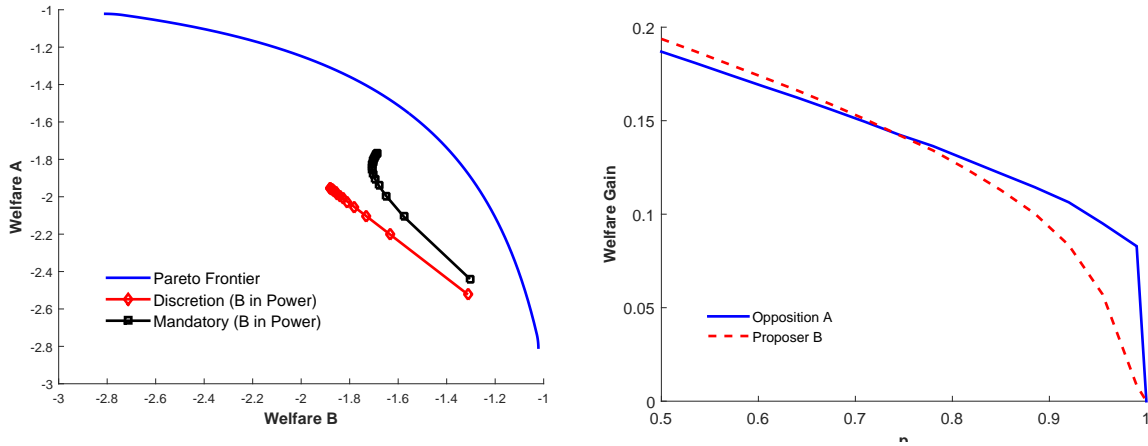 -1
-1.2
-1.4
-1.6
-1.8
-2
-2.2
-2.4
-2.6
-2.8
-3
Welfare A
Pareto Frontier
Discretion (B in Power)
Mandatory (B in Power)
-3 -2.8 -2.6 -2.4 -2.2 -2 -1.8 -1.6 -1.4 -1.2 -1
Welfare B
0.2
0.15
0.1
0.05
0
Welfare Gain
Opposition A
Proposer B
0.5 0.6 0.7 0.8 0.9 1